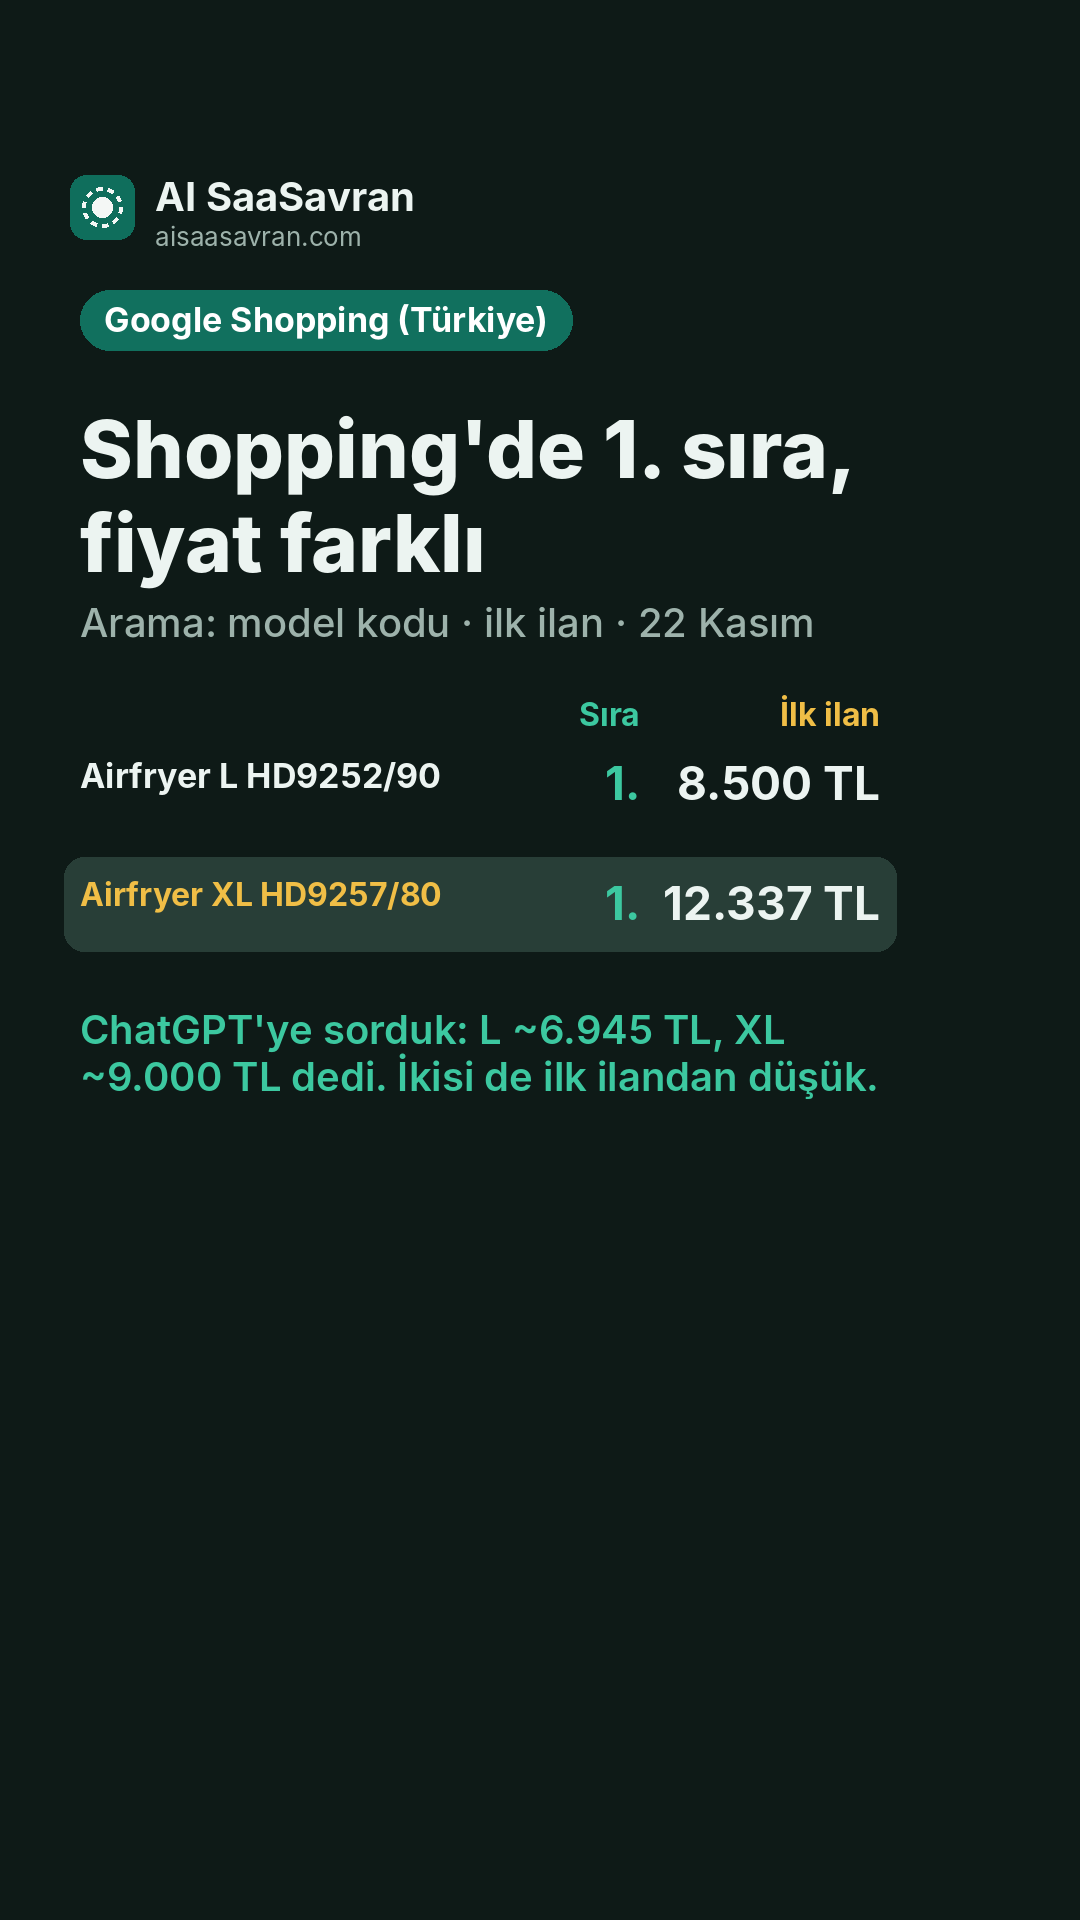 AI SaaSavran
aisaasavran.com
Google Shopping (Türkiye)
Shopping'de 1. sıra,
fiyat farklı
Arama: model kodu · ilk ilan · 22 Kasım
Sıra İlk ilan
Airfryer L HD9252/90 1. 8.500 TL
Airfryer XL HD9257/80 1. 12.337 TL
ChatGPT'ye sorduk: L ~6.945 TL, XL
~9.000 TL dedi. İkisi de ilk ilandan düşük.